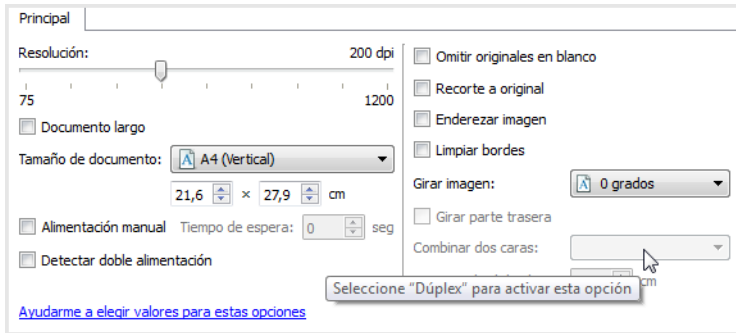 Principal
Resolución: 200 dpi
75 1200
Documento largo
Tamaño de documento: A4 (Vertical)
21,6 × 27,9 cm
Alimentación manual Tiempo de espera: 0 seg
Detectar doble alimentación
Ayudarme a elegir valores para estas opciones
Omitir originales en blanco
Recorte a original
Enderezar imagen
Limpiar bordes
Girar imagen: 0 grados
Girar parte trasera
Combinar dos caras:
cm
Seleccione "Dúplex" para activar esta opción